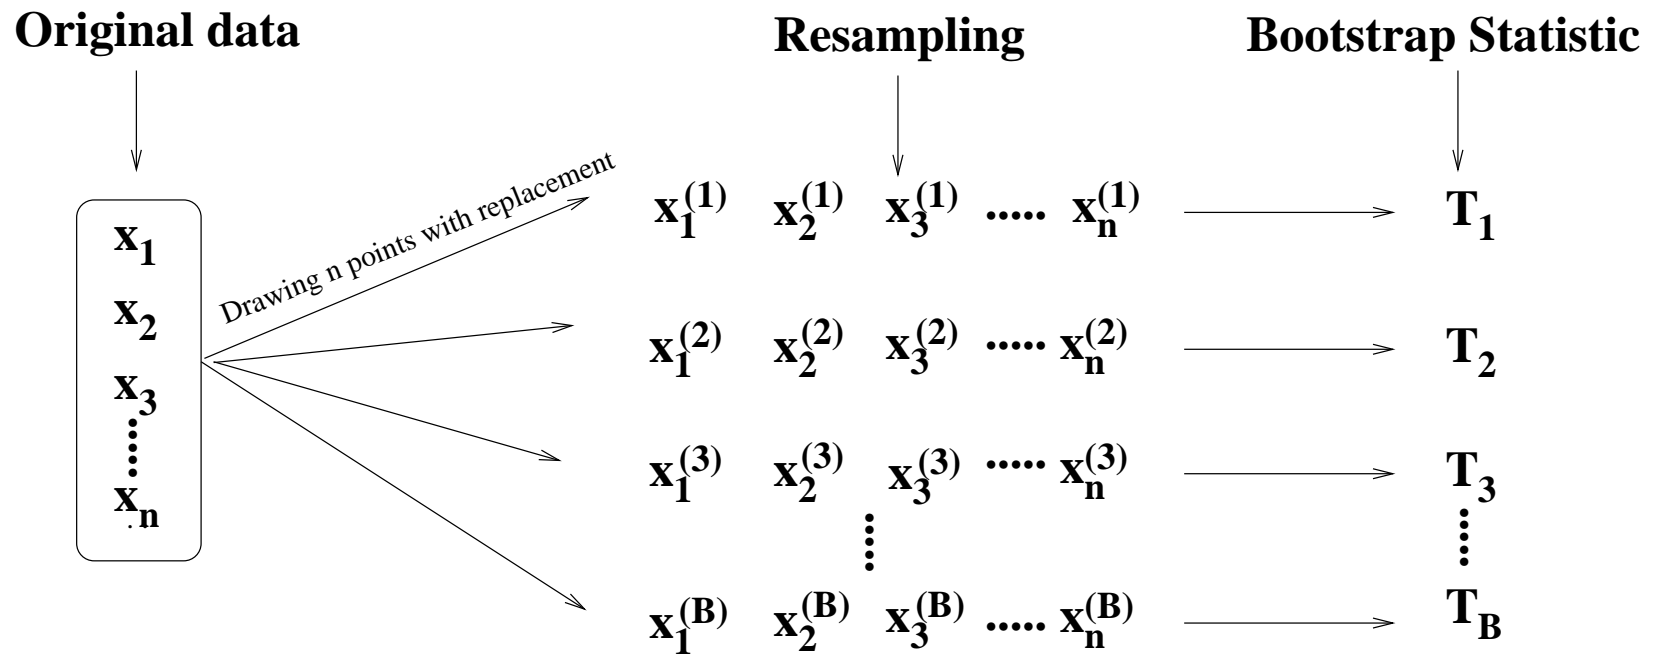 Original data Resampling Bootstrap Statistic
Drawing n points with replacement
x₁
x₂
x₃
xₙ
x₁⁽¹⁾ x₂⁽¹⁾ x₃⁽¹⁾ ..... xₙ⁽¹⁾ T₁
x₁⁽²⁾ x₂⁽²⁾ x₃⁽²⁾ ..... xₙ⁽²⁾ T₂
x₁⁽³⁾ x₂⁽³⁾ x₃⁽³⁾ ..... xₙ⁽³⁾ T₃
x₁⁽ᴮ⁾ x₂⁽ᴮ⁾ x₃⁽ᴮ⁾ ..... xₙ⁽ᴮ⁾ T_B